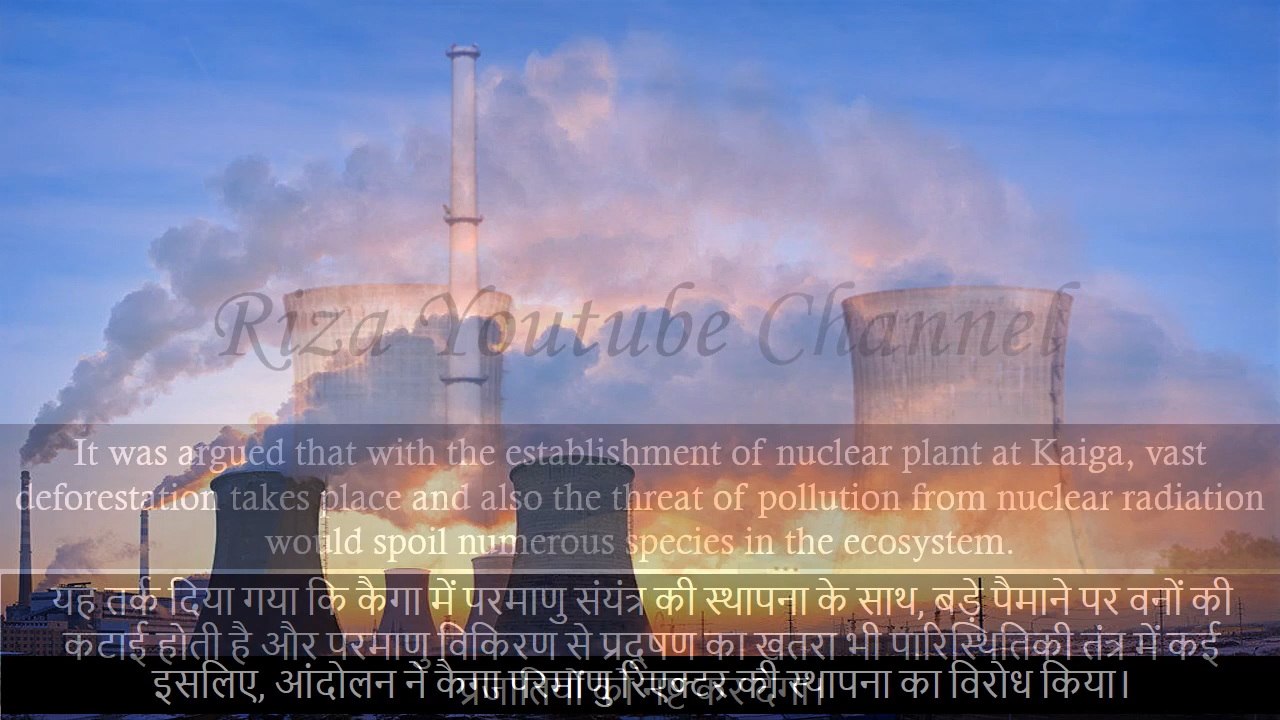 Riza Youtube Channel
It was argued that with the establishment of nuclear plant at Kaiga, vast
deforestation takes place and also the threat of pollution from nuclear radiation
would spoil numerous species in the ecosystem.
यह तर्क दिया गया कि कैगा में परमाणु संयंत्र की स्थापना के साथ, बड़े पैमाने पर वनों की
कटाई होती है और परमाणु विकिरण से प्रदूषण का खतरा भी पारिस्थितिकी तंत्र में कई
इसलिए, आंदोलन ने कैगा परमाणु रिएक्टर की स्थापना का विरोध किया।